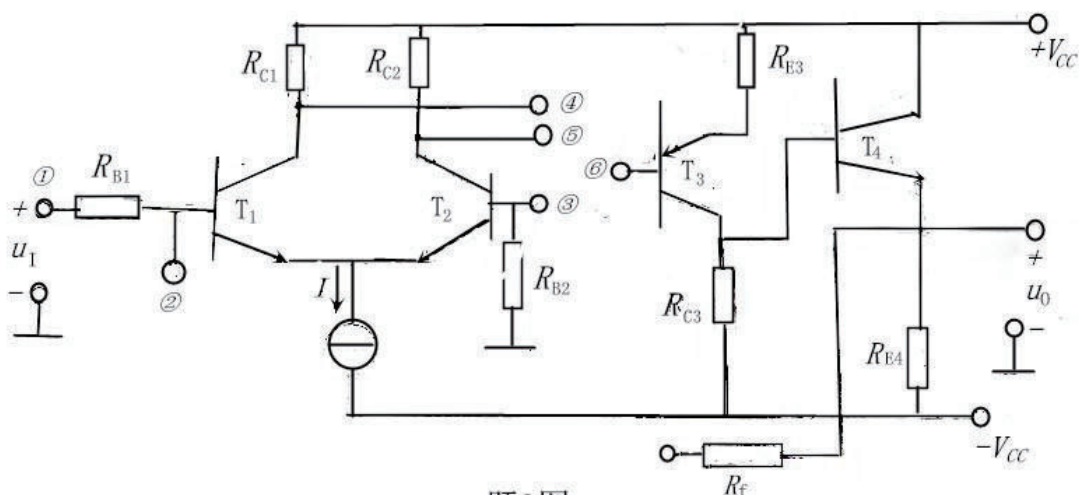 R_C1
R_C2
R_E3
+V_CC
④
⑤
⑥
T_3
T_4
①
R_B1
+
T_1
T_2
③
u_I
−
②
I
R_B2
R_C3
+
u_O
−
R_E4
−V_CC
R_f